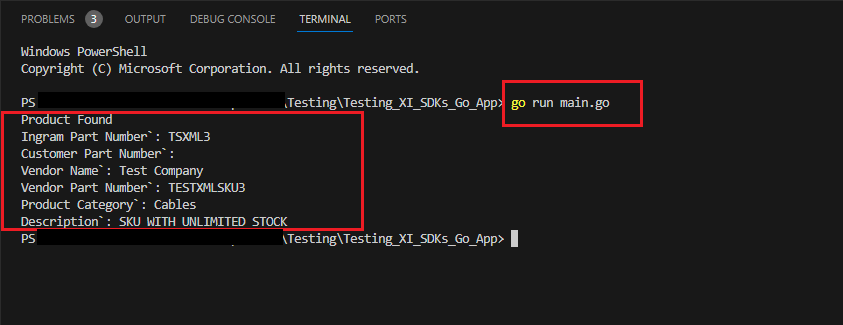 PROBLEMS 3 OUTPUT DEBUG CONSOLE TERMINAL PORTS
Windows PowerShell
Copyright (C) Microsoft Corporation. All rights reserved.
PS \Testing\Testing_XI_SDKs_Go_App> go run main.go
Product Found
Ingram Part Number`: TSXML3
Customer Part Number`:
Vendor Name`: Test Company
Vendor Part Number`: TESTXMLSKU3
Product Category`: Cables
Description`: SKU WITH UNLIMITED STOCK
PS \Testing\Testing_XI_SDKs_Go_App>